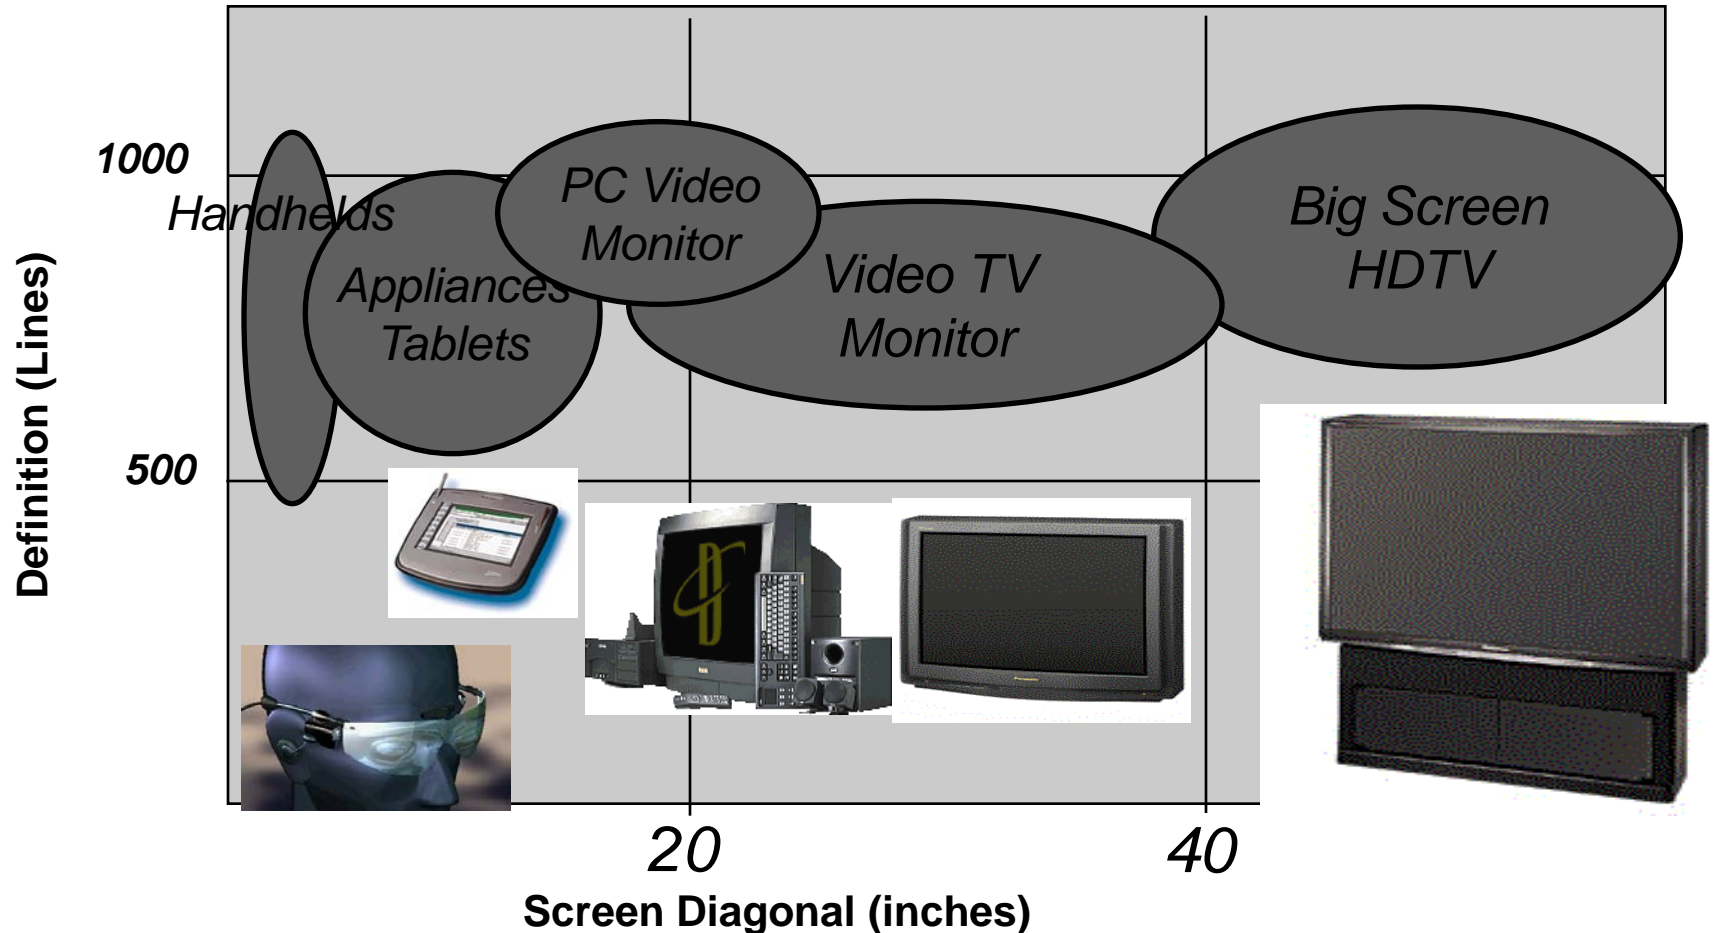 1000
Handhelds
PC Video
Monitor
Big Screen
HDTV
Appliances
Tablets
Video TV
Monitor
500
Definition (Lines)
20
40
Screen Diagonal (inches)